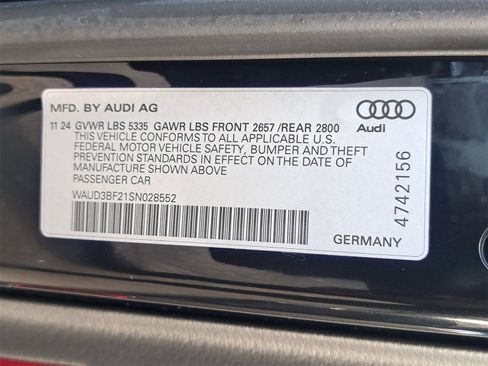 MFD. BY AUDI AG
11 24 GVWR LBS 5335 GAWR LBS FRONT 2657 /REAR 2800
THIS VEHICLE CONFORMS TO ALL APPLICABLE U.S.
FEDERAL MOTOR VEHICLE SAFETY, BUMPER AND THEFT
PREVENTION STANDARDS IN EFFECT ON THE DATE OF
MANUFACTURE SHOWN ABOVE
PASSENGER CAR
WAUD3BF21SN028552
Audi
4742156
GERMANY